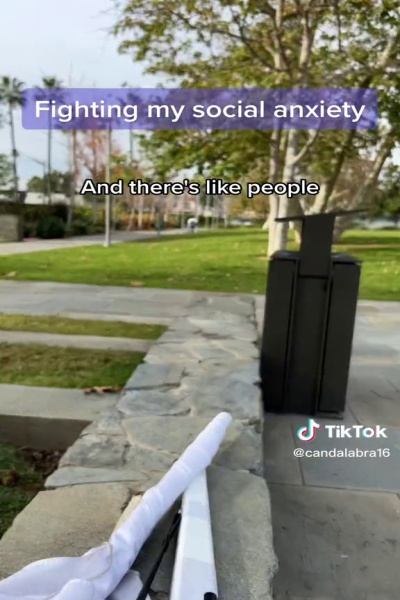 Fighting my social anxiety
And there's like people
TikTok
@candalabra16